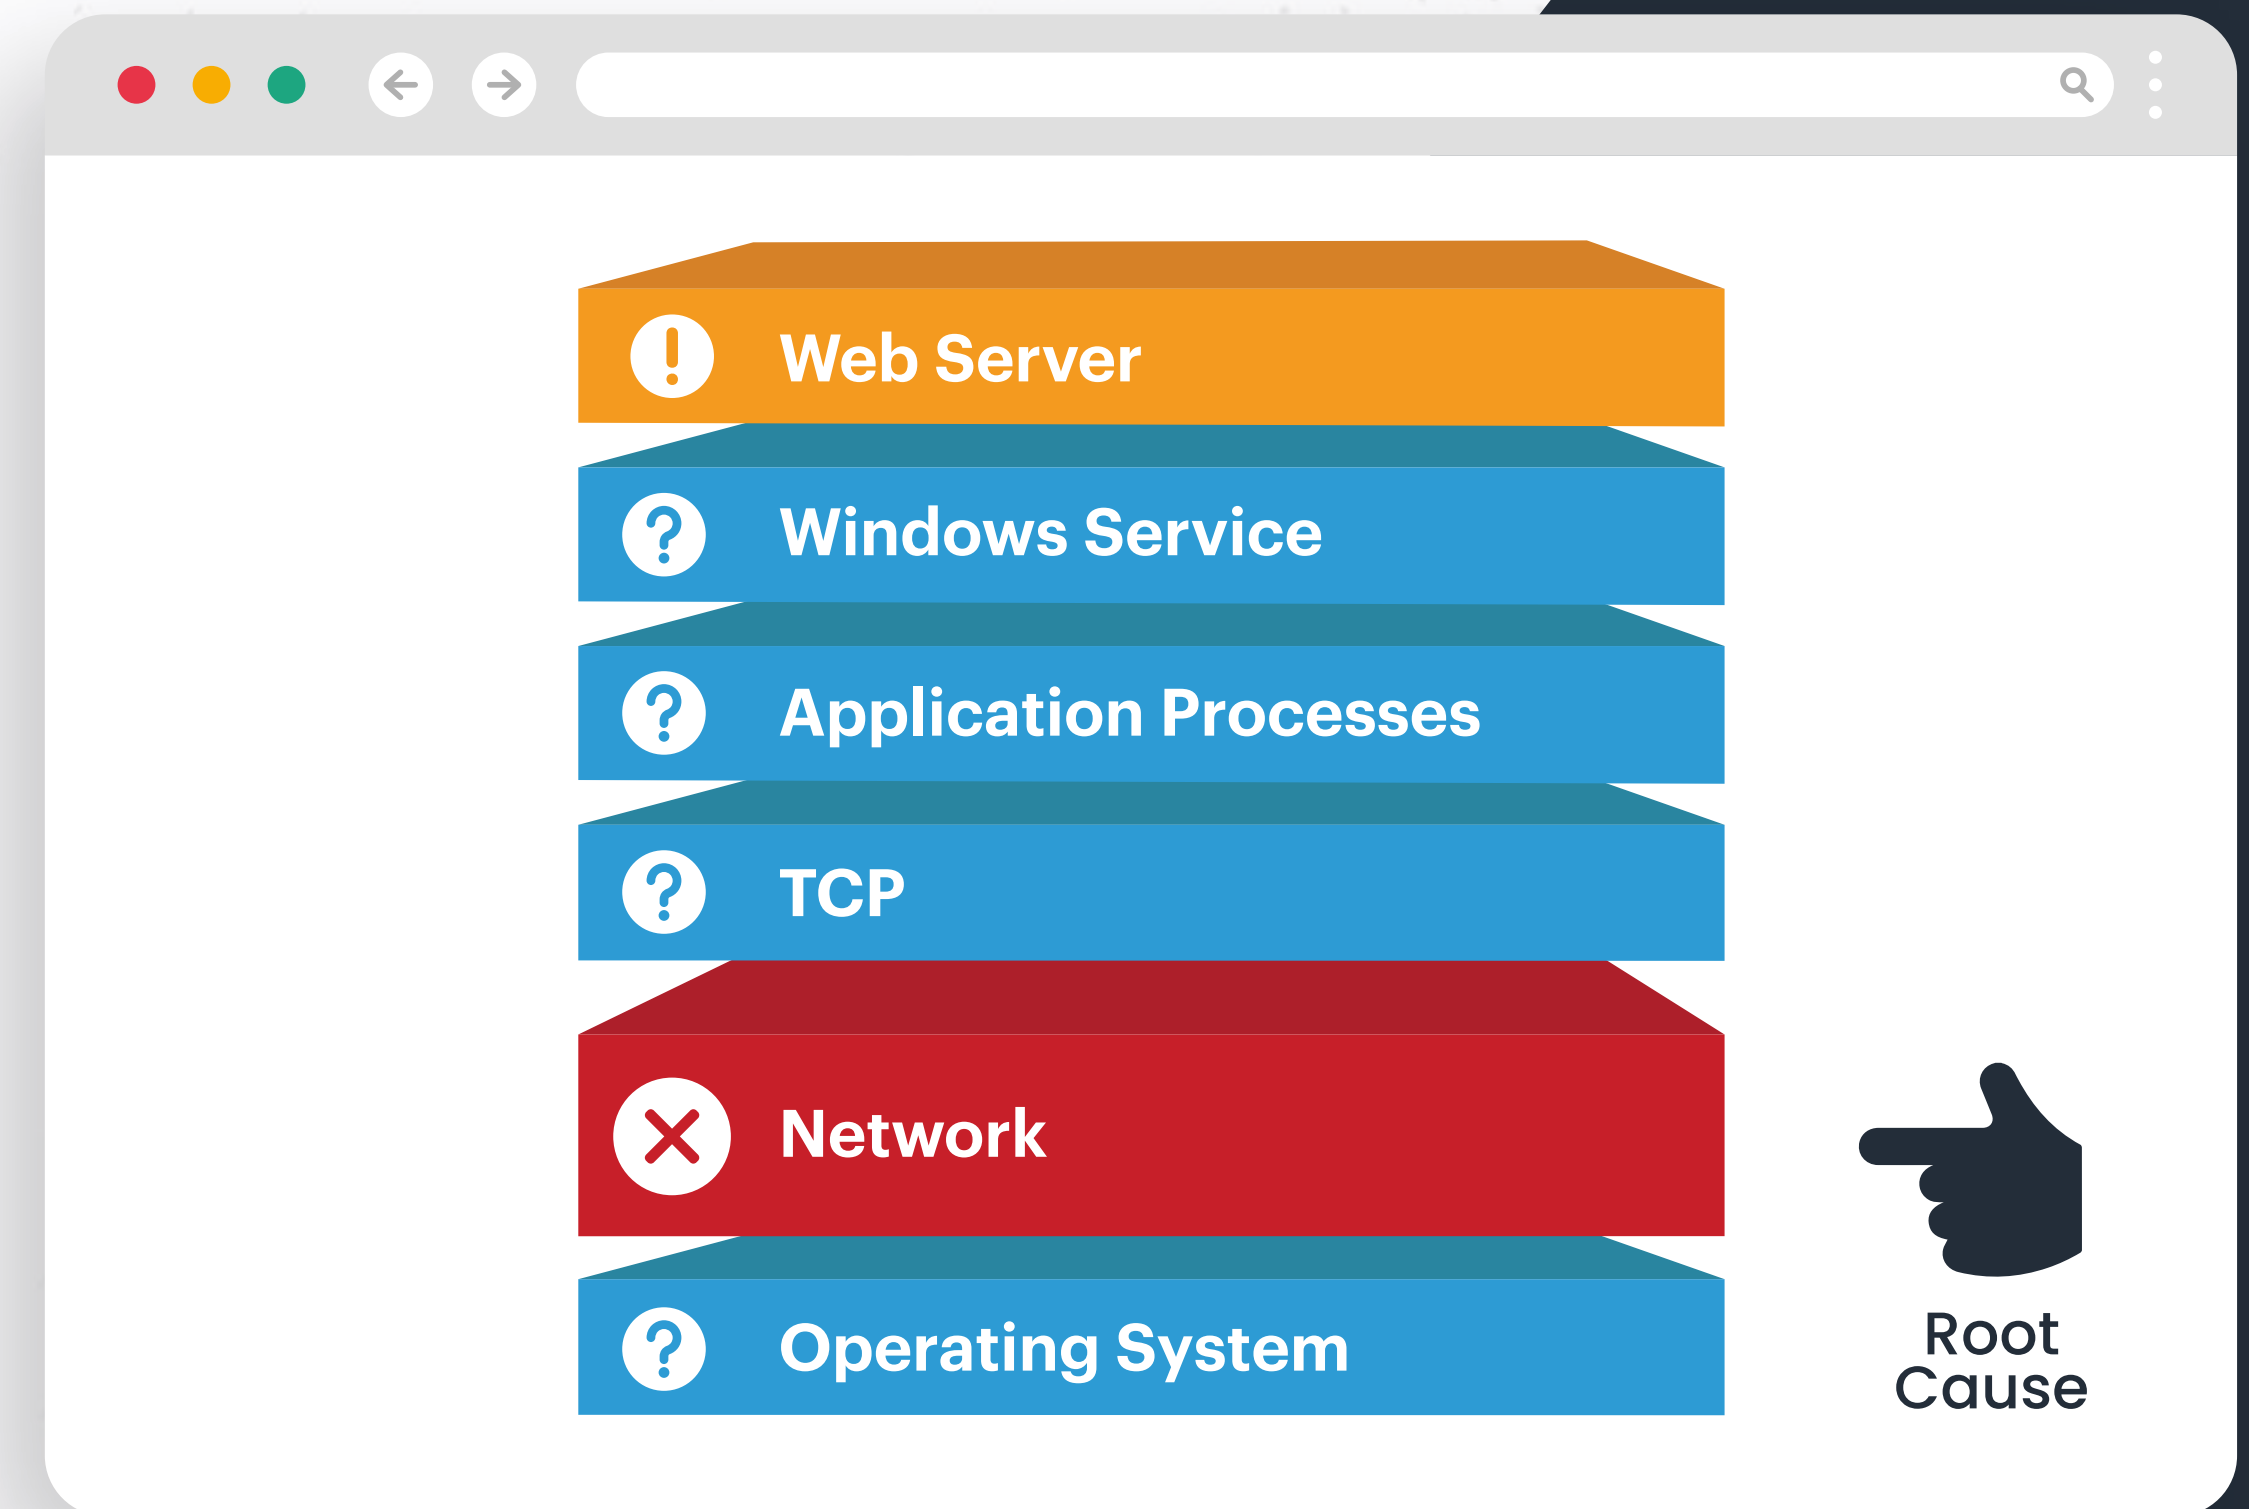 Web Server
Windows Service
Application Processes
TCP
Network
Operating System
Root
Cause